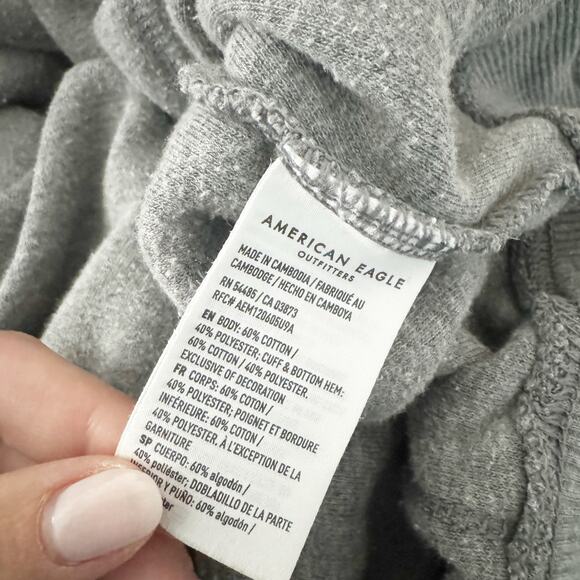 AMERICAN EAGLE
OUTFITTERS
MADE IN CAMBODIA / FABRIQUÉ AU
CAMBODGE / HECHO EN CAMBOYA
RN 54485 / CA 03873
RFC# AEM120605U9A
EN BODY: 60% COTTON /
40% POLYESTER; CUFF & BOTTOM HEM:
60% COTTON / 40% POLYESTER.
EXCLUSIVE OF DECORATION
FR CORPS: 60% COTON /
40% POLYESTER; POIGNET ET BORDURE
INFÉRIEURE: 60% COTON /
40% POLYESTER. À L'EXCEPTION DE LA
GARNITURE
SP CUERPO: 60% algodón /
40% poliéster; DOBLADILLO DE LA PARTE
Y PUÑO: 60% algodón /